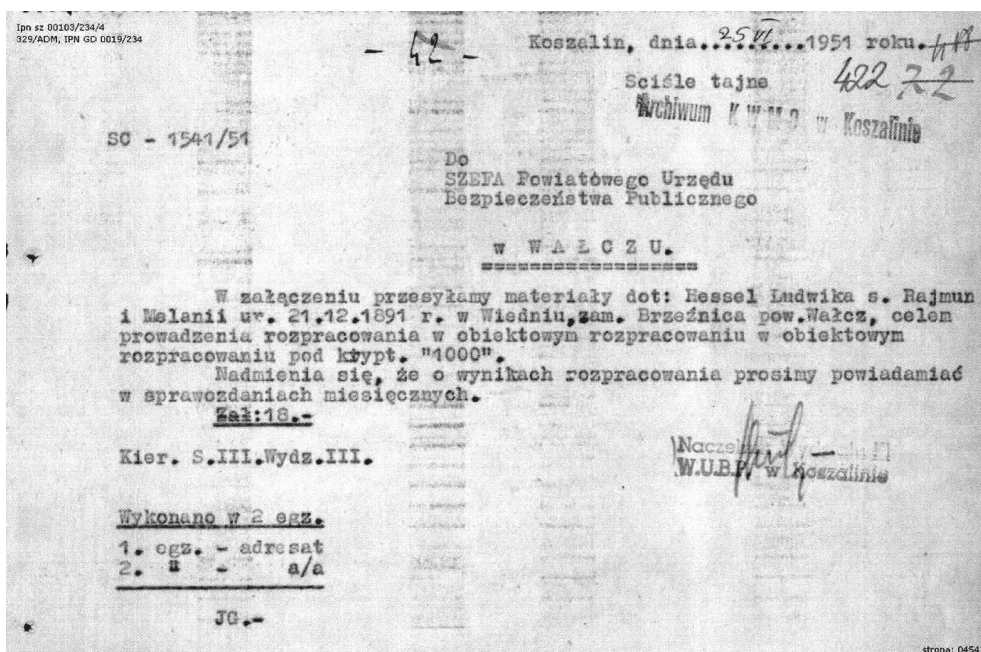 Ipn sz 00103/234/4
329/ADM, IPN GD 0019/234
- 42 -
Koszalin, dnia..25 VI...1951 roku.
Sciśle tajne
422 72
Archiwum K W M O w Koszalinie
SC - 1541/51
Do
SZEFA Powiatowego Urzędu
Bezpieczeństwa Publicznego
w W A Ł C Z U.
==================
W załączeniu przesyłamy materiały dot: Hessel Ludwika s. Rajmun
i Melanii ur. 21.12.1891 r. w Wiedniu,zam. Brzeźnica pow.Wałcz, celem
prowadzenia rozpracowania w obiektowym rozpracowaniu w obiektowym
rozpracowaniu pod krypt. "1000".
Nadmienia się, że o wynikach rozpracowania prosimy powiadamiać
w sprawozdaniach miesięcznych.
Zał:18.-
Kier. S.III.Wydz.III.
W.U.B.P. w Koszalinie
Wykonano w 2 egz.
1. egz. - adresat
2. " - a/a
JG.-
strona: 0454